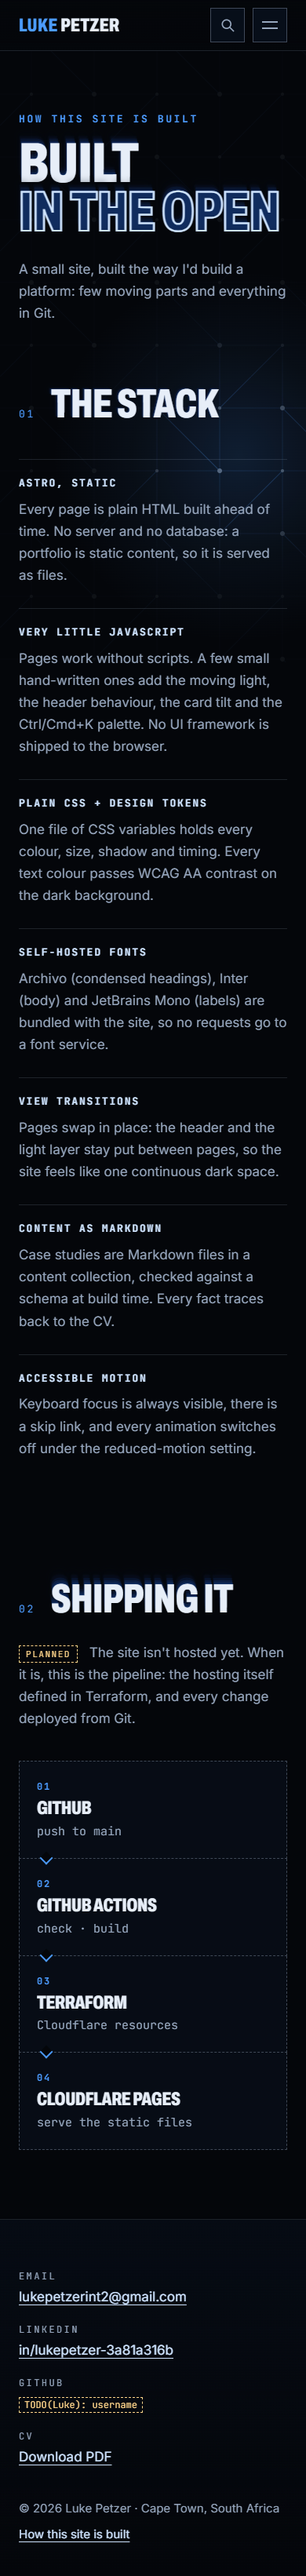 LUKE PETZER
HOW THIS SITE IS BUILT
BUILT
IN THE OPEN
A small site, built the way I'd build a
platform: few moving parts and everything
in Git.
01 THE STACK
ASTRO, STATIC
Every page is plain HTML built ahead of
time. No server and no database: a
portfolio is static content, so it is served
as files.
VERY LITTLE JAVASCRIPT
Pages work without scripts. A few small
hand-written ones add the moving light,
the header behaviour, the card tilt and the
Ctrl/Cmd+K palette. No UI framework is
shipped to the browser.
PLAIN CSS + DESIGN TOKENS
One file of CSS variables holds every
colour, size, shadow and timing. Every
text colour passes WCAG AA contrast on
the dark background.
SELF-HOSTED FONTS
Archivo (condensed headings), Inter
(body) and JetBrains Mono (labels) are
bundled with the site, so no requests go to
a font service.
VIEW TRANSITIONS
Pages swap in place: the header and the
light layer stay put between pages, so the
site feels like one continuous dark space.
CONTENT AS MARKDOWN
Case studies are Markdown files in a
content collection, checked against a
schema at build time. Every fact traces
back to the CV.
ACCESSIBLE MOTION
Keyboard focus is always visible, there is
a skip link, and every animation switches
off under the reduced-motion setting.
02 SHIPPING IT
PLANNED The site isn't hosted yet. When
it is, this is the pipeline: the hosting itself
defined in Terraform, and every change
deployed from Git.
01
GITHUB
push to main
02
GITHUB ACTIONS
check · build
03
TERRAFORM
Cloudflare resources
04
CLOUDFLARE PAGES
serve the static files
EMAIL
lukepetzerint2@gmail.com
LINKEDIN
in/lukepetzer-3a81a316b
GITHUB
TODO(Luke): username
CV
Download PDF
© 2026 Luke Petzer · Cape Town, South Africa
How this site is built